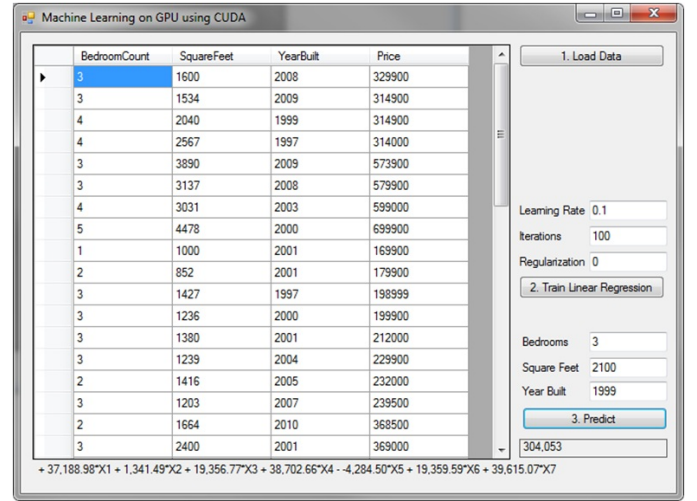 Machine Learning on GPU using CUDA
BedroomCount SquareFeet YearBuilt Price
3 1600 2008 329900
3 1534 2009 314900
4 2040 1999 314900
4 2567 1997 314000
3 3890 2009 573900
3 3137 2008 579900
4 3031 2003 599000
5 4478 2000 699900
1 1000 2001 169900
2 852 2001 179900
3 1427 1997 198999
3 1236 2000 199900
3 1380 2001 212000
3 1239 2004 229900
2 1416 2005 232000
3 1203 2007 239500
2 1664 2010 368500
3 2400 2001 369000
1. Load Data
Learning Rate 0.1
Iterations 100
Regularization 0
2. Train Linear Regression
Bedrooms 3
Square Feet 2100
Year Built 1999
3. Predict
304,053
+ 37,188.98*X1 + 1,341.49*X2 + 19,356.77*X3 + 38,702.66*X4 - -4,284.50*X5 + 19,359.59*X6 + 39,615.07*X7